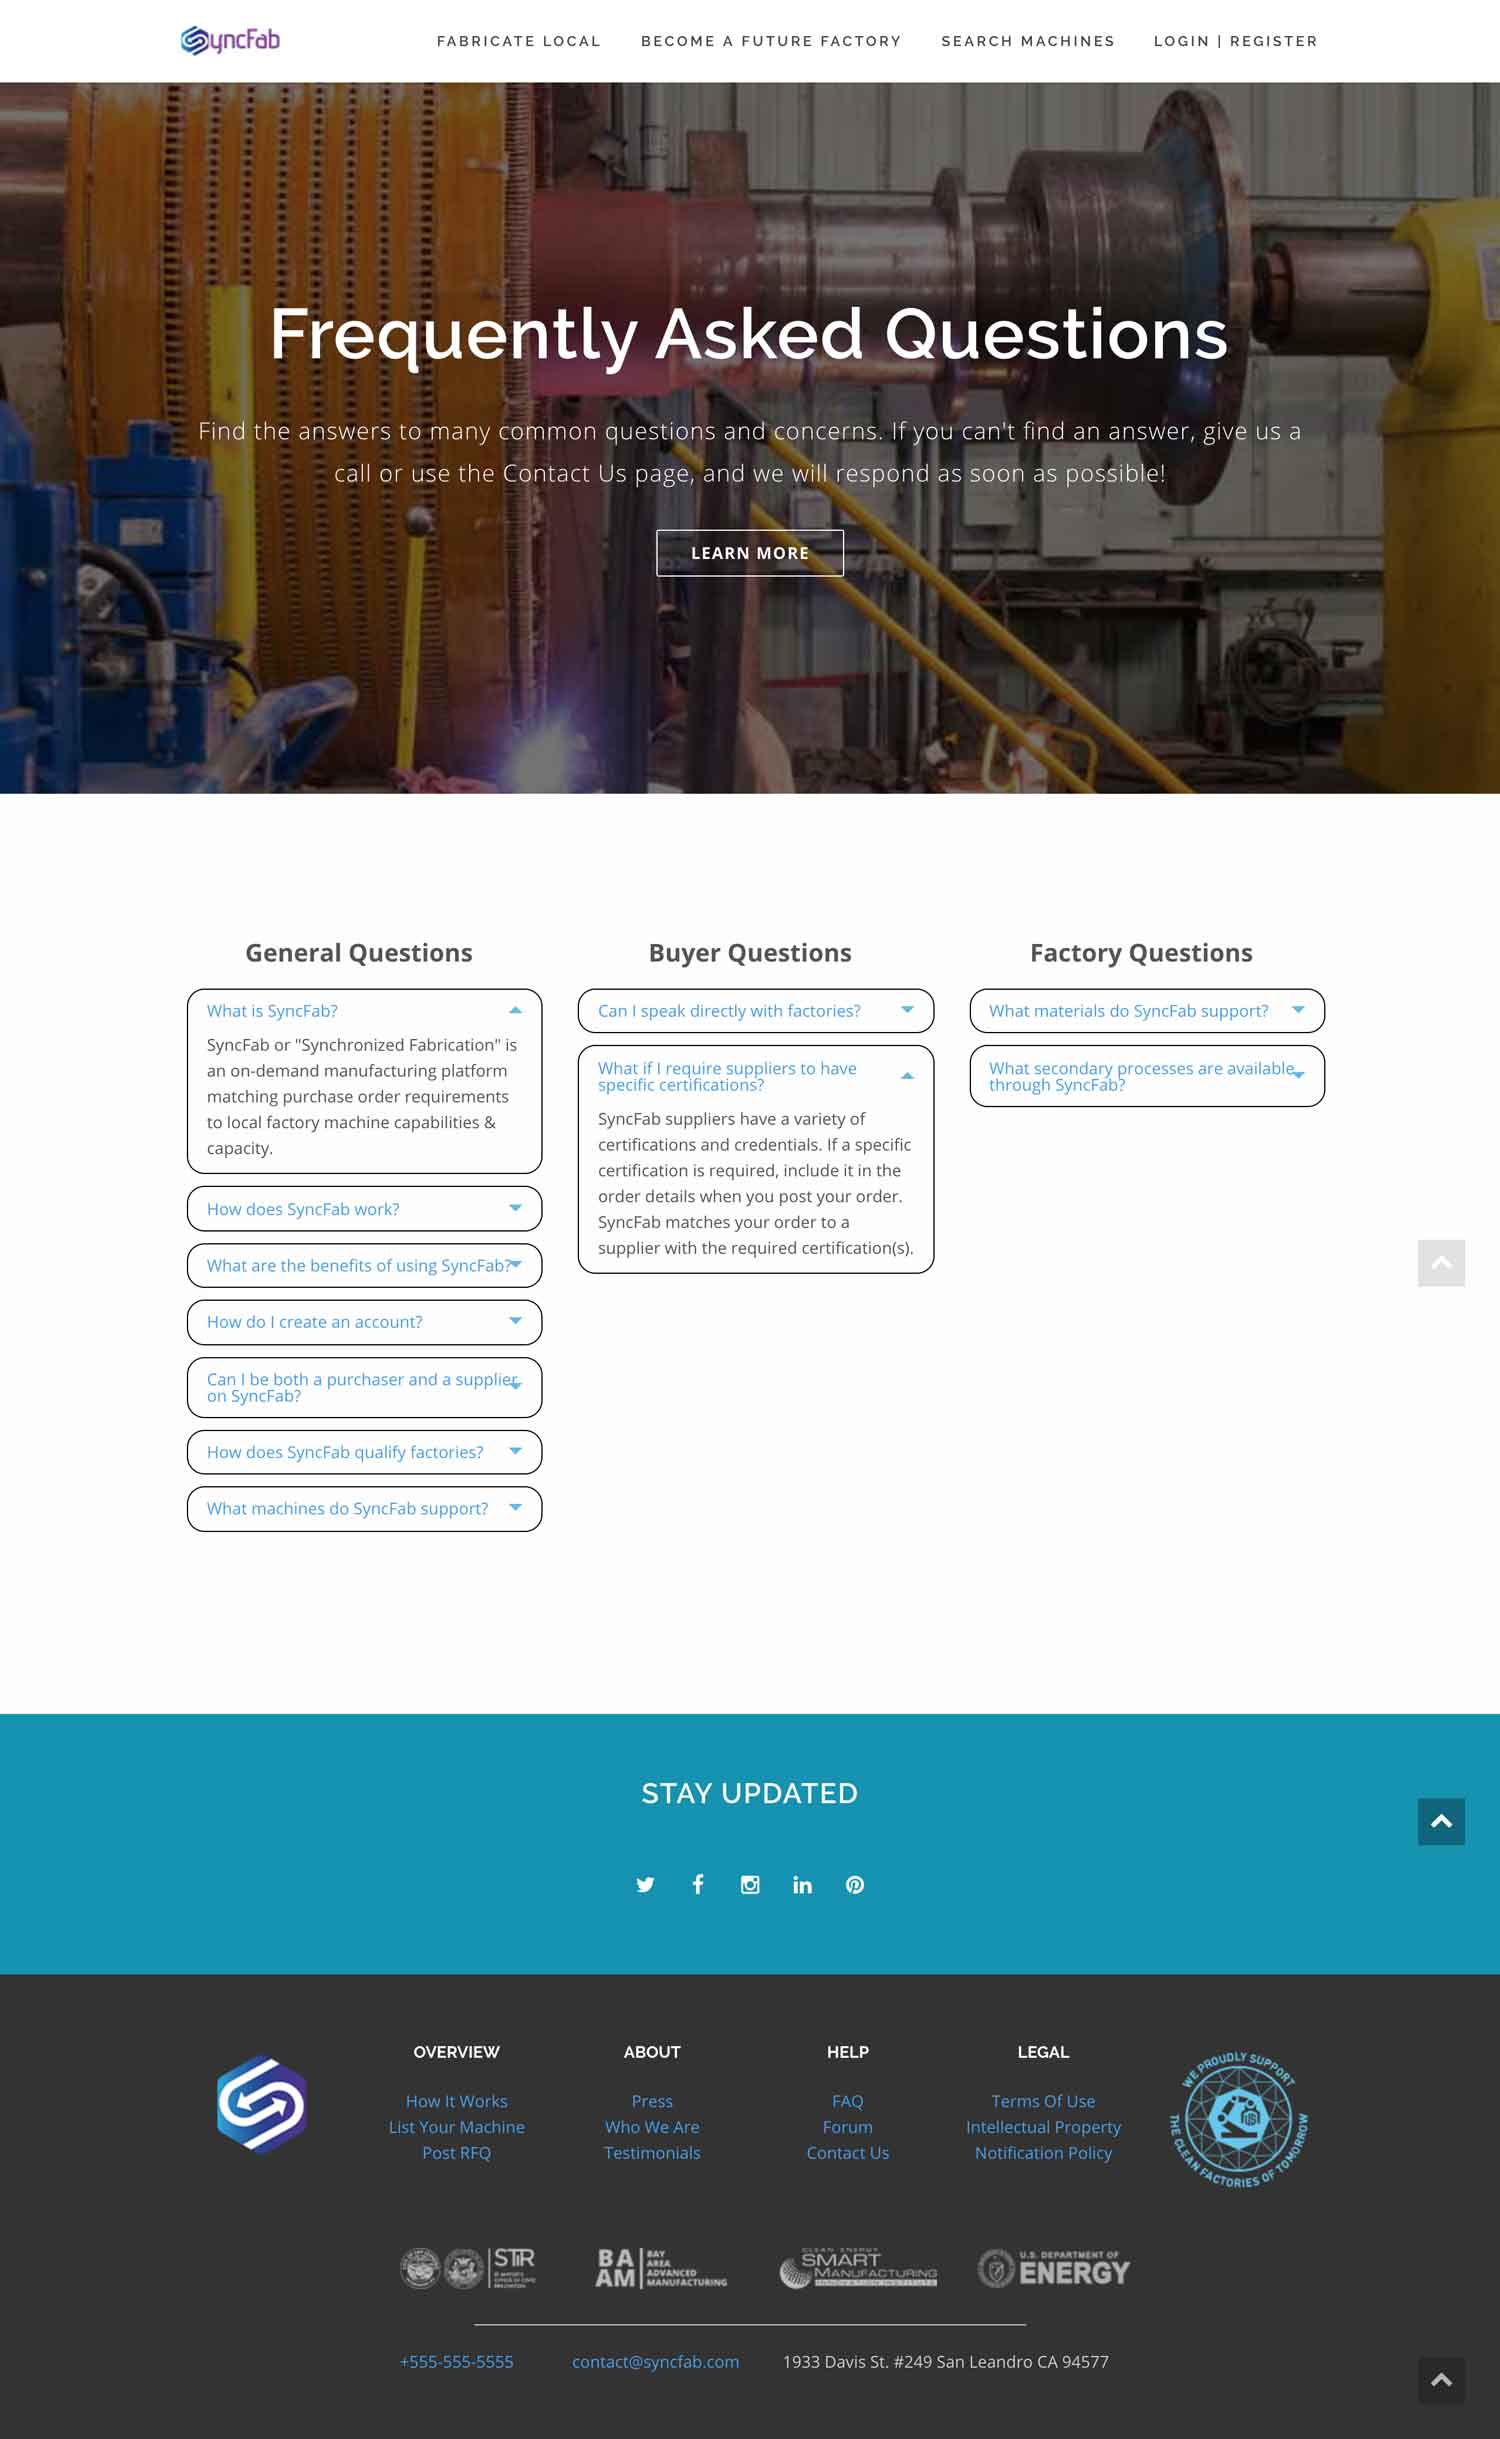 SyncFab
FABRICATE LOCAL
BECOME A FUTURE FACTORY
SEARCH MACHINES
LOGIN | REGISTER
Frequently Asked Questions
Find the answers to many common questions and concerns. If you can't find an answer, give us a
call or use the Contact Us page, and we will respond as soon as possible!
LEARN MORE
General Questions
What is SyncFab?
SyncFab or "Synchronized Fabrication" is
an on-demand manufacturing platform
matching purchase order requirements
to local factory machine capabilities &
capacity.
How does SyncFab work?
What are the benefits of using SyncFab?
How do I create an account?
Can I be both a purchaser and a supplier
on SyncFab?
How does SyncFab qualify factories?
What machines do SyncFab support?
Buyer Questions
Can I speak directly with factories?
What if I require suppliers to have
specific certifications?
SyncFab suppliers have a variety of
certifications and credentials. If a specific
certification is required, include it in the
order details when you post your order.
SyncFab matches your order to a
supplier with the required certification(s).
Factory Questions
What materials do SyncFab support?
What secondary processes are available
through SyncFab?
STAY UPDATED
OVERVIEW
How It Works
List Your Machine
Post RFQ
ABOUT
Press
Who We Are
Testimonials
HELP
FAQ
Forum
Contact Us
LEGAL
Terms Of Use
Intellectual Property
Notification Policy
WE PROUDLY SUPPORT
THE CLEAN FACTORIES OF TOMORROW
STiR
BAAM
BAY
AREA
ADVANCED
MANUFACTURING
CLEAN ENERGY
SMART
MANUFACTURING
INNOVATION INSTITUTE
U.S. DEPARTMENT OF
ENERGY
+555-555-5555
contact@syncfab.com
1933 Davis St. #249 San Leandro CA 94577